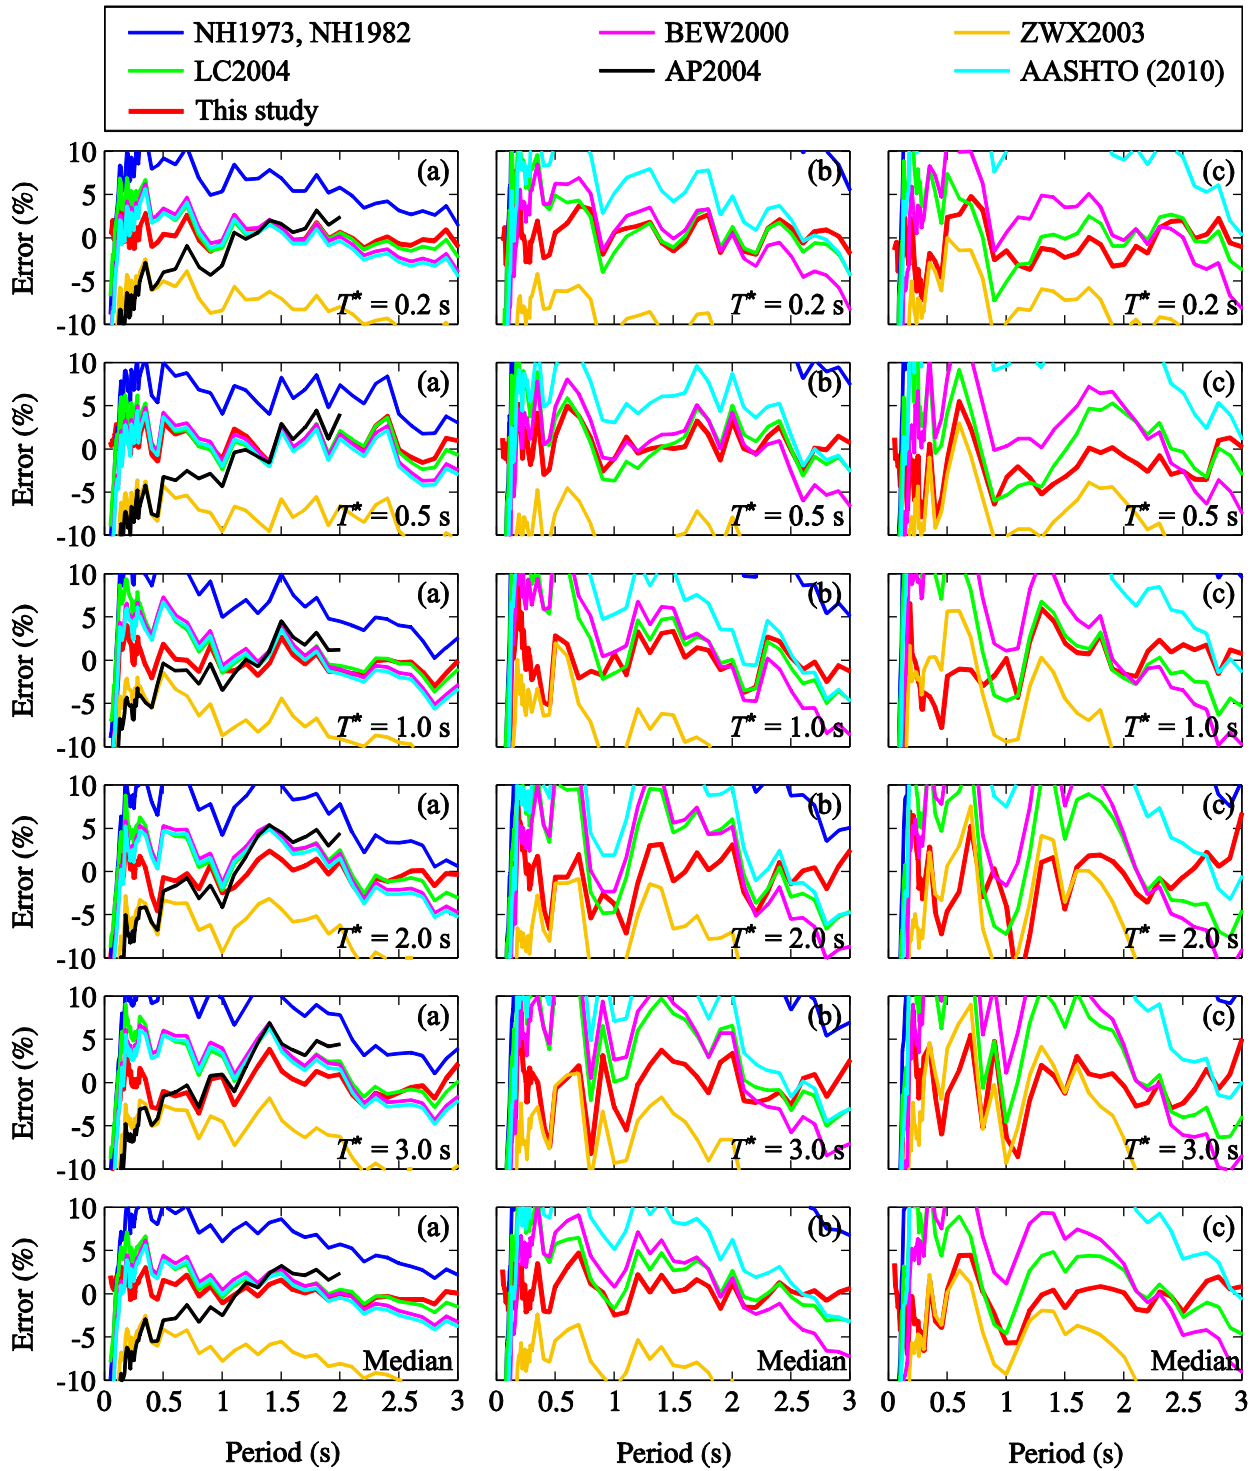 NH1973, NH1982 BEW2000 ZWX2003
LC2004 AP2004 AASHTO (2010)
This study
10 (a) (b) (c)
5
Error (%) 0
-5
-10 T* = 0.2 s T* = 0.2 s T* = 0.2 s
10 (a) (b) (c)
5
Error (%) 0
-5
-10 T* = 0.5 s T* = 0.5 s T* = 0.5 s
10 (a) (b) (c)
5
Error (%) 0
-5
-10 T* = 1.0 s T* = 1.0 s T* = 1.0 s
10 (a) (b) (c)
5
Error (%) 0
-5
-10 T* = 2.0 s T* = 2.0 s T* = 2.0 s
10 (a) (b) (c)
5
Error (%) 0
-5
-10 T* = 3.0 s T* = 3.0 s T* = 3.0 s
10 (a) (b) (c)
5
Error (%) 0
-5
-10 Median Median Median
0 0.5 1 1.5 2 2.5 3 0 0.5 1 1.5 2 2.5 3 0 0.5 1 1.5 2 2.5 3
Period (s) Period (s) Period (s)